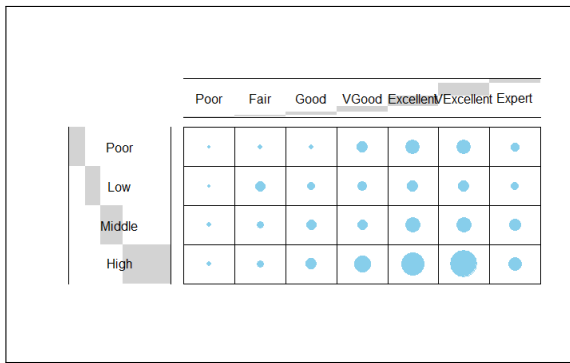 Poor Fair Good VGood Excellent VExcellent Expert
Poor
Low
Middle
High